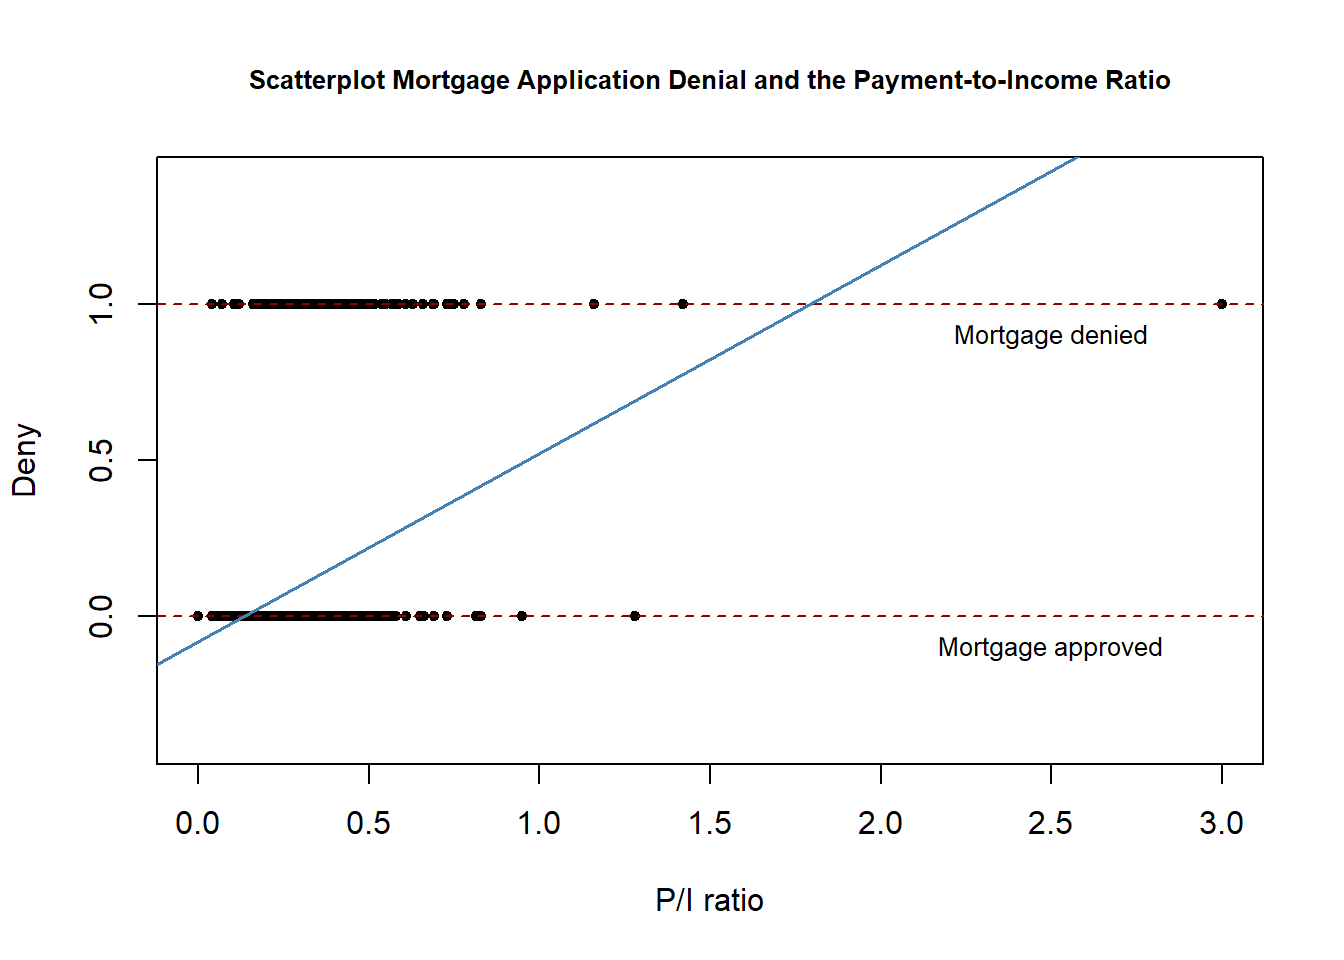 Scatterplot Mortgage Application Denial and the Payment-to-Income Ratio
Deny
1.0
0.5
0.0
Mortgage denied
Mortgage approved
0.0 0.5 1.0 1.5 2.0 2.5 3.0
P/I ratio